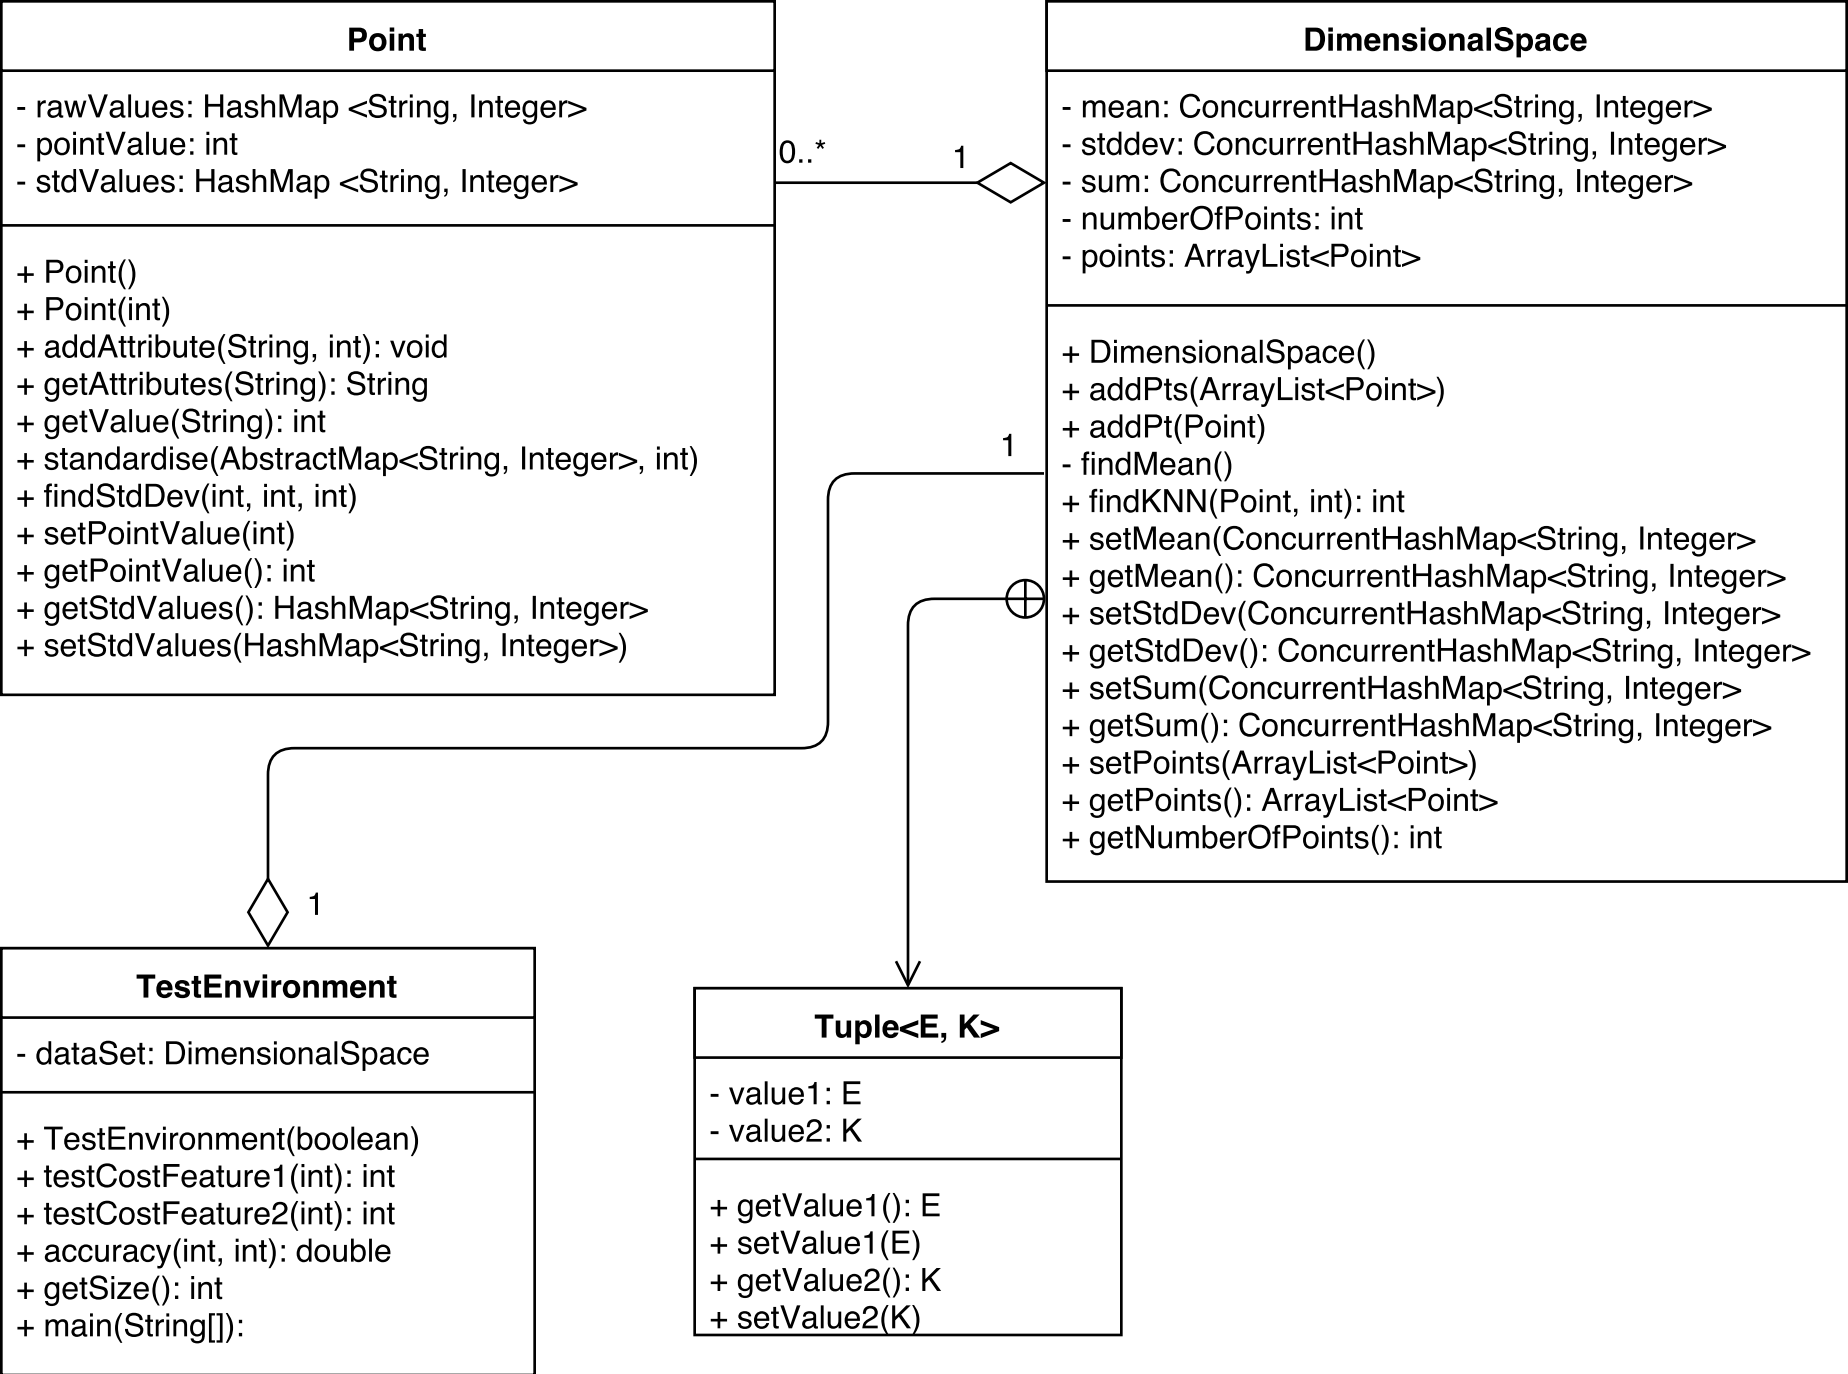 Point
- rawValues: HashMap <String, Integer>
- pointValue: int
- stdValues: HashMap <String, Integer>
+ Point()
+ Point(int)
+ addAttribute(String, int): void
+ getAttributes(String): String
+ getValue(String): int
+ standardise(AbstractMap<String, Integer>, int)
+ findStdDev(int, int, int)
+ setPointValue(int)
+ getPointValue(): int
+ getStdValues(): HashMap<String, Integer>
+ setStdValues(HashMap<String, Integer>)
0..*
1
DimensionalSpace
- mean: ConcurrentHashMap<String, Integer>
- stddev: ConcurrentHashMap<String, Integer>
- sum: ConcurrentHashMap<String, Integer>
- numberOfPoints: int
- points: ArrayList<Point>
+ DimensionalSpace()
+ addPts(ArrayList<Point>)
+ addPt(Point)
- findMean()
+ findKNN(Point, int): int
+ setMean(ConcurrentHashMap<String, Integer>
+ getMean(): ConcurrentHashMap<String, Integer>
+ setStdDev(ConcurrentHashMap<String, Integer>
+ getStdDev(): ConcurrentHashMap<String, Integer>
+ setSum(ConcurrentHashMap<String, Integer>
+ getSum(): ConcurrentHashMap<String, Integer>
+ setPoints(ArrayList<Point>)
+ getPoints(): ArrayList<Point>
+ getNumberOfPoints(): int
1
1
TestEnvironment
- dataSet: DimensionalSpace
+ TestEnvironment(boolean)
+ testCostFeature1(int): int
+ testCostFeature2(int): int
+ accuracy(int, int): double
+ getSize(): int
+ main(String[]):
Tuple<E, K>
- value1: E
- value2: K
+ getValue1(): E
+ setValue1(E)
+ getValue2(): K
+ setValue2(K)